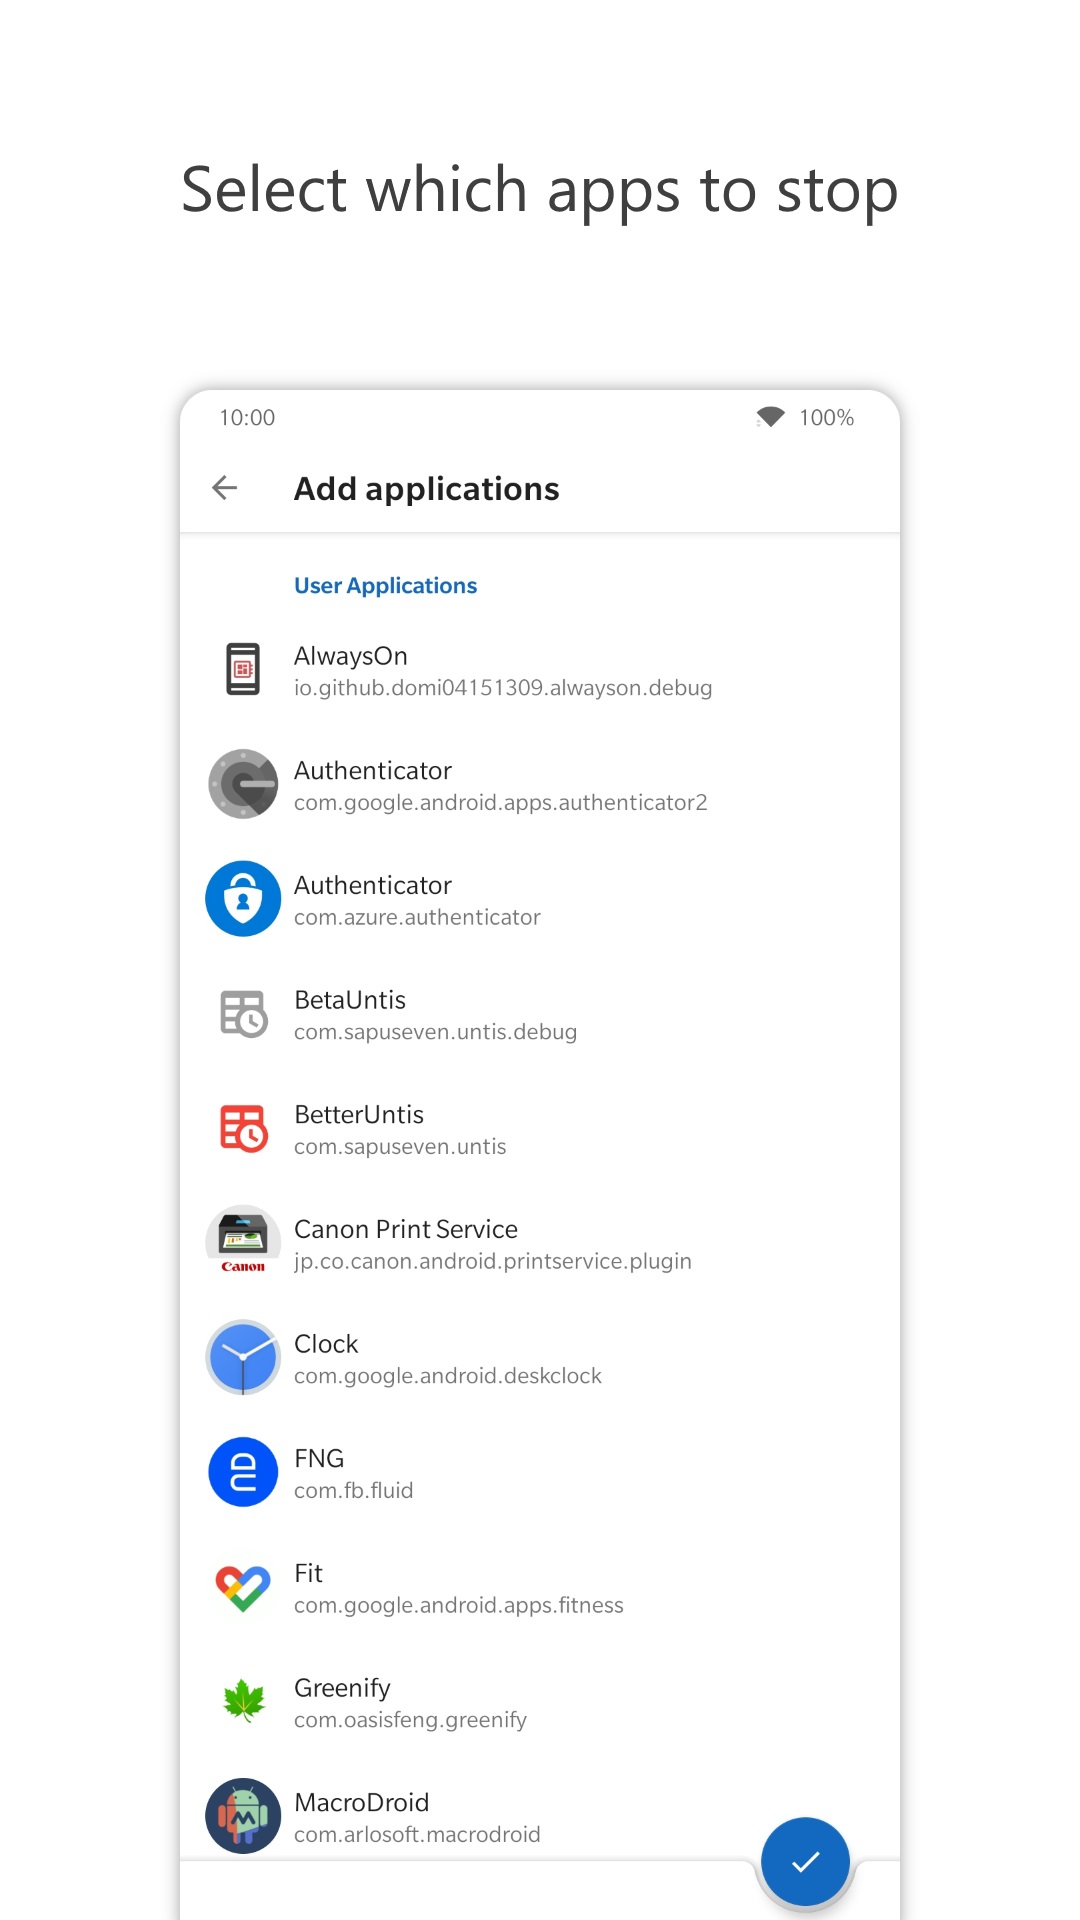 Select which apps to stop
10:00
100%
Add applications
User Applications
AlwaysOn
io.github.domi04151309.alwayson.debug
Authenticator
com.google.android.apps.authenticator2
Authenticator
com.azure.authenticator
BetaUntis
com.sapuseven.untis.debug
BetterUntis
com.sapuseven.untis
Canon Print Service
jp.co.canon.android.printservice.plugin
Canon
Clock
com.google.android.deskclock
FNG
com.fb.fluid
Fit
com.google.android.apps.fitness
Greenify
com.oasisfeng.greenify
MacroDroid
com.arlosoft.macrodroid